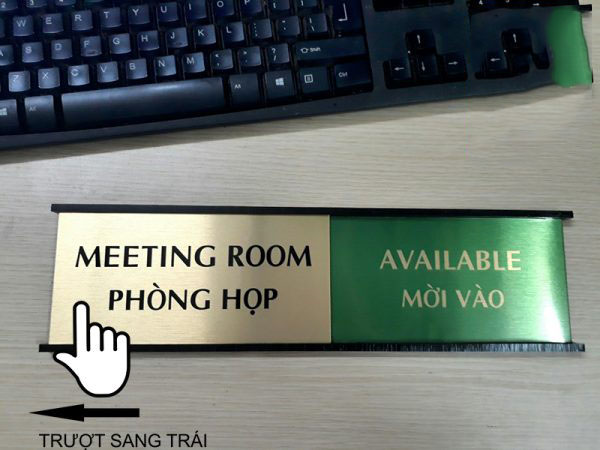 MEETING ROOM
PHÒNG HỌP
AVAILABLE
MỜI VÀO
TRƯỢT SANG TRÁI